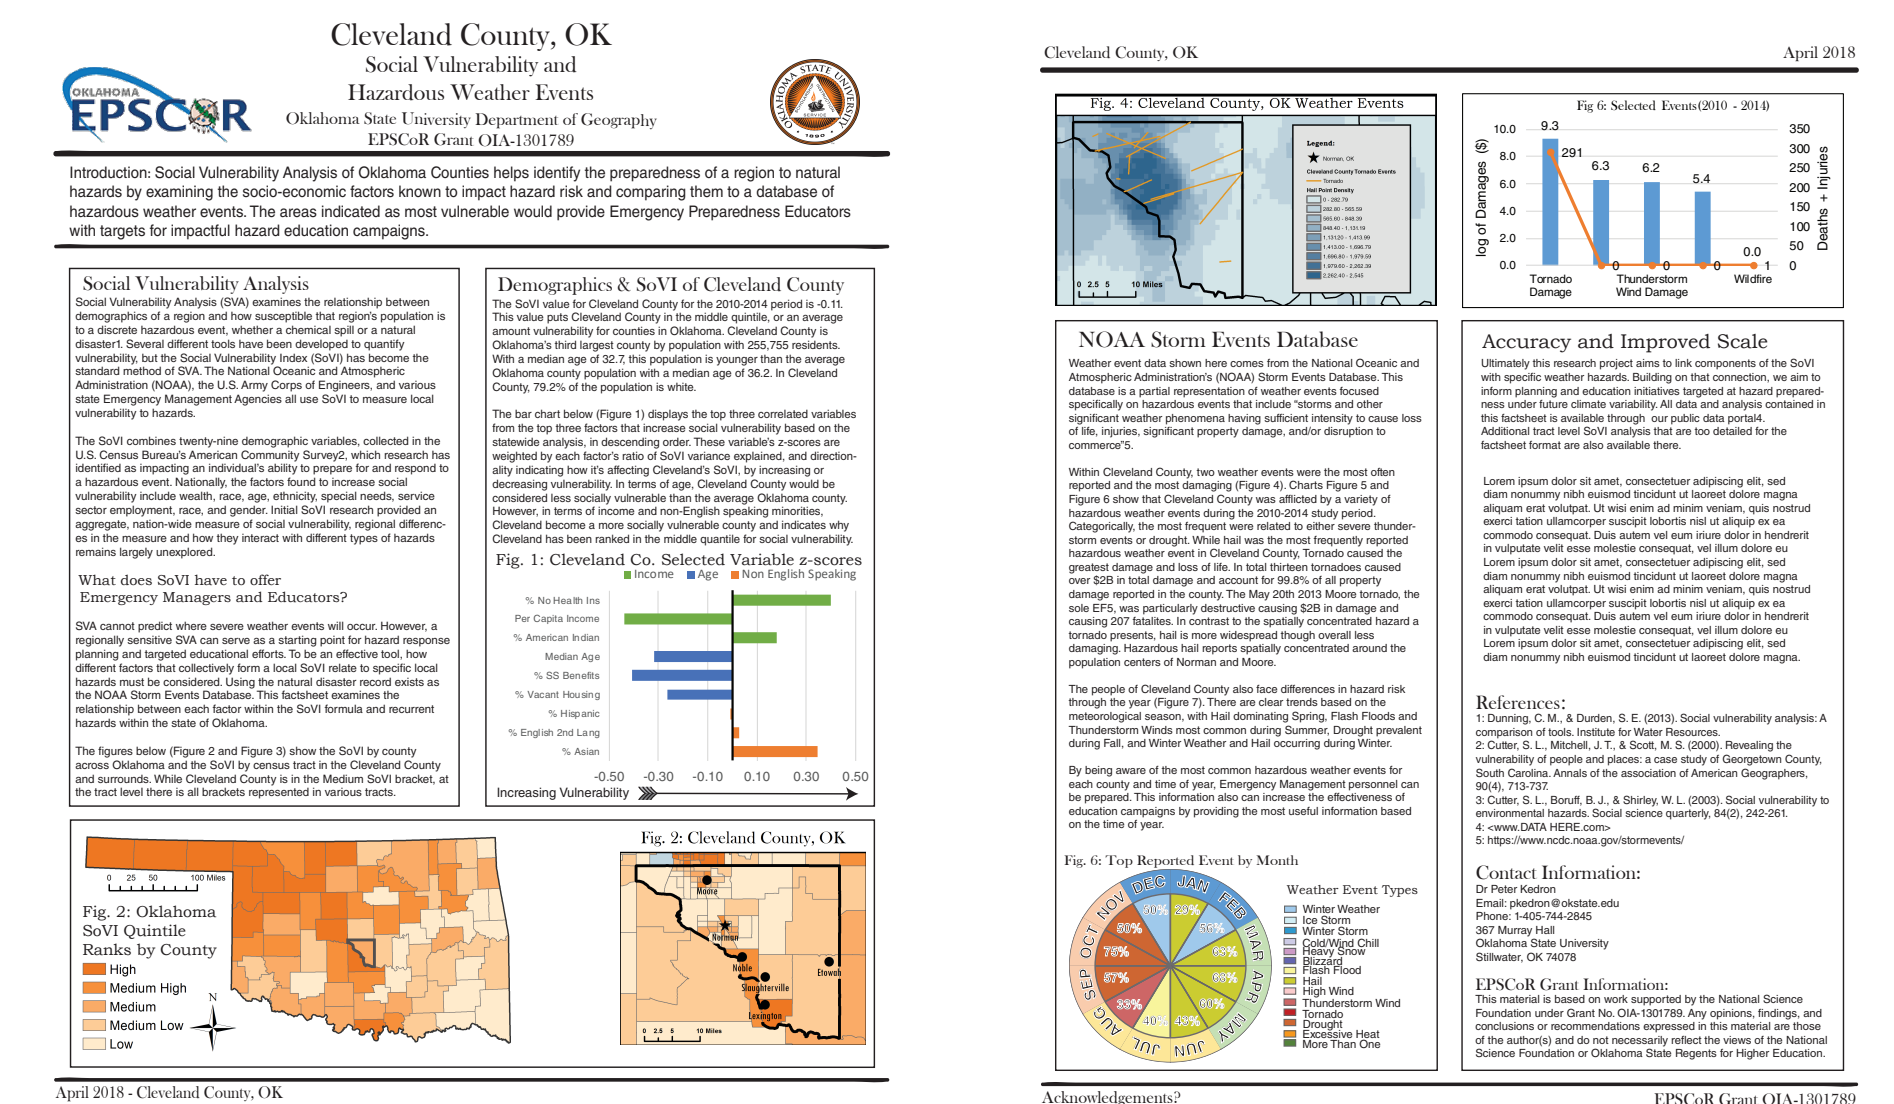 Cleveland County, OK
Social Vulnerability and
Hazardous Weather Events
Oklahoma State University Department of Geography
EPSCoR Grant OIA-1301789
OKLAHOMA
EPSCoR
OKLAHOMA STATE UNIVERSITY
SERVICE
1890
Introduction: Social Vulnerability Analysis of Oklahoma Counties helps identify the preparedness of a region to natural
hazards by examining the socio-economic factors known to impact hazard risk and comparing them to a database of
hazardous weather events. The areas indicated as most vulnerable would provide Emergency Preparedness Educators
with targets for impactful hazard education campaigns.
Social Vulnerability Analysis
Social Vulnerability Analysis (SVA) examines the relationship between
demographics of a region and how susceptible that region's population is
to a discrete hazardous event, whether a chemical spill or a natural
disaster1. Several different tools have been developed to quantify
vulnerability, but the Social Vulnerability Index (SoVI) has become the
standard method of SVA. The National Oceanic and Atmospheric
Administration (NOAA), the U.S. Army Corps of Engineers, and various
state Emergency Management Agencies all use SoVI to measure local
vulnerability to hazards.
The SoVI combines twenty-nine demographic variables, collected in the
U.S. Census Bureau's American Community Survey2, which research has
identified as impacting an individual's ability to prepare for and respond to
a hazardous event. Nationally, the factors found to increase social
vulnerability include wealth, race, age, ethnicity, special needs, service
sector employment, race, and gender. Initial SoVI research provided an
aggregate, nation-wide measure of social vulnerability, regional differenc-
es in the measure and how they interact with different types of hazards
remains largely unexplored.
What does SoVI have to offer
Emergency Managers and Educators?
SVA cannot predict where severe weather events will occur. However, a
regionally sensitive SVA can serve as a starting point for hazard response
planning and targeted educational efforts. To be an effective tool, how
different factors that collectively form a local SoVI relate to specific local
hazards must be considered. Using the natural disaster record exists as
the NOAA Storm Events Database. This factsheet examines the
relationship between each factor within the SoVI formula and recurrent
hazards within the state of Oklahoma.
The figures below (Figure 2 and Figure 3) show the SoVI by county
across Oklahoma and the SoVI by census tract in the Cleveland County
and surrounds. While Cleveland County is in the Medium SoVI bracket, at
the tract level there is all brackets represented in various tracts.
Demographics & SoVI of Cleveland County
The SoVI value for Cleveland County for the 2010-2014 period is -0.11.
This value puts Cleveland County in the middle quintile, or an average
amount vulnerability for counties in Oklahoma. Cleveland County is
Oklahoma's third largest county by population with 255,755 residents.
With a median age of 32.7, this population is younger than the average
Oklahoma county population with a median age of 36.2. In Cleveland
County, 79.2% of the population is white.
The bar chart below (Figure 1) displays the top three correlated variables
from the top three factors that increase social vulnerability based on the
statewide analysis, in descending order. These variable's z-scores are
weighted by each factor's ratio of SoVI variance explained, and direction-
ality indicating how it's affecting Cleveland's SoVI, by increasing or
decreasing vulnerability. In terms of age, Cleveland County would be
considered less socially vulnerable than the average Oklahoma county.
However, in terms of income and non-English speaking minorities,
Cleveland become a more socially vulnerable county and indicates why
Cleveland has been ranked in the middle quantile for social vulnerability.
Fig. 1: Cleveland Co. Selected Variable z-scores
Income Age Non English Speaking
% No Health Ins
Per Capita Income
% American Indian
Median Age
% SS Benefits
% Vacant Housing
% Hispanic
% English 2nd Lang
% Asian
-0.50 -0.30 -0.10 0.10 0.30 0.50
Increasing Vulnerability
0 25 50 100 Miles
Fig. 2: Oklahoma
SoVI Quintile
Ranks by County
High
Medium High
Medium
Medium Low
Low
N
Fig. 2: Cleveland County, OK
Moore
Norman
Noble
Etowah
Slaughterville
Lexington
0 2.5 5 10 Miles
April 2018 - Cleveland County, OK
Cleveland County, OK April 2018
Fig. 4: Cleveland County, OK Weather Events
Legend:
Norman, OK
Cleveland County Tornado Events
Tornado
Hail Point Density
0 - 282.79
282.80 - 565.59
565.60 - 848.39
848.40 - 1,131.19
1,131.20 - 1,413.99
1,413.00 - 1,696.79
1,696.80 - 1,979.59
1,979.60 - 2,262.39
2,262.40 - 2,545
0 2.5 5 10 Miles
Fig 6: Selected Events(2010 - 2014)
log of Damages ($)
10.0
8.0
6.0
4.0
2.0
0.0
9.3
6.3
6.2
5.4
0.0
291
0
0
0
1
350
300
250
200
150
100
50
0
Deaths + Injuries
Tornado Damage
Thunderstorm Wind Damage
Wildfire
NOAA Storm Events Database
Weather event data shown here comes from the National Oceanic and
Atmospheric Administration's (NOAA) Storm Events Database. This
database is a partial representation of weather events focused
specifically on hazardous events that include "storms and other
significant weather phenomena having sufficient intensity to cause loss
of life, injuries, significant property damage, and/or disruption to
commerce"5.
Within Cleveland County, two weather events were the most often
reported and the most damaging (Figure 4). Charts Figure 5 and
Figure 6 show that Cleveland County was afflicted by a variety of
hazardous weather events during the 2010-2014 study period.
Categorically, the most frequent were related to either severe thunder-
storm events or drought. While hail was the most frequently reported
hazardous weather event in Cleveland County, Tornado caused the
greatest damage and loss of life. In total thirteen tornadoes caused
over $2B in total damage and account for 99.8% of all property
damage reported in the county. The May 20th 2013 Moore tornado, the
sole EF5, was particularly destructive causing $2B in damage and
causing 207 fatalites. In contrast to the spatially concentrated hazard a
tornado presents, hail is more widespread though overall less
damaging. Hazardous hail reports spatially concentrated around the
population centers of Norman and Moore.
The people of Cleveland County also face differences in hazard risk
through the year (Figure 7). There are clear trends based on the
meteorological season, with Hail dominating Spring, Flash Floods and
Thunderstorm Winds most common during Summer, Drought prevalent
during Fall, and Winter Weather and Hail occurring during Winter.
By being aware of the most common hazardous weather events for
each county and time of year, Emergency Management personnel can
be prepared. This information also can increase the effectiveness of
education campaigns by providing the most useful information based
on the time of year.
Fig. 6: Top Reported Event by Month
JAN
FEB
MAR
APR
MAY
JUN
JUL
AUG
SEP
OCT
NOV
DEC
29%
56%
63%
68%
60%
43%
40%
33%
57%
75%
50%
50%
Weather Event Types
Winter Weather
Ice Storm
Winter Storm
Cold/Wind Chill
Heavy Snow
Blizzard
Flash Flood
Hail
High Wind
Thunderstorm Wind
Tornado
Drought
Excessive Heat
More Than One
Accuracy and Improved Scale
Ultimately this research project aims to link components of the SoVI
with specific weather hazards. Building on that connection, we aim to
inform planning and education initiatives targeted at hazard prepared-
ness under future climate variability. All data and analysis contained in
this factsheet is available through our public data portal4.
Additional tract level SoVI analysis that are too detailed for the
factsheet format are also available there.
Lorem ipsum dolor sit amet, consectetuer adipiscing elit, sed
diam nonummy nibh euismod tincidunt ut laoreet dolore magna
aliquam erat volutpat. Ut wisi enim ad minim veniam, quis nostrud
exerci tation ullamcorper suscipit lobortis nisl ut aliquip ex ea
commodo consequat. Duis autem vel eum iriure dolor in hendrerit
in vulputate velit esse molestie consequat, vel illum dolore eu
Lorem ipsum dolor sit amet, consectetuer adipiscing elit, sed
diam nonummy nibh euismod tincidunt ut laoreet dolore magna
aliquam erat volutpat. Ut wisi enim ad minim veniam, quis nostrud
exerci tation ullamcorper suscipit lobortis nisl ut aliquip ex ea
commodo consequat. Duis autem vel eum iriure dolor in hendrerit
in vulputate velit esse molestie consequat, vel illum dolore eu
Lorem ipsum dolor sit amet, consectetuer adipiscing elit, sed
diam nonummy nibh euismod tincidunt ut laoreet dolore magna.
References:
1: Dunning, C. M., & Durden, S. E. (2013). Social vulnerability analysis: A
comparison of tools. Institute for Water Resources.
2: Cutter, S. L., Mitchell, J. T., & Scott, M. S. (2000). Revealing the
vulnerability of people and places: a case study of Georgetown County,
South Carolina. Annals of the association of American Geographers,
90(4), 713-737.
3: Cutter, S. L., Boruff, B. J., & Shirley, W. L. (2003). Social vulnerability to
environmental hazards. Social science quarterly, 84(2), 242-261.
4: <www.DATA HERE.com>
5: https://www.ncdc.noaa.gov/stormevents/
Contact Information:
Dr Peter Kedron
Email: pkedron@okstate.edu
Phone: 1-405-744-2845
367 Murray Hall
Oklahoma State University
Stillwater, OK 74078
EPSCoR Grant Information:
This material is based on work supported by the National Science
Foundation under Grant No. OIA-1301789. Any opinions, findings, and
conclusions or recommendations expressed in this material are those
of the author(s) and do not necessarily reflect the views of the National
Science Foundation or Oklahoma State Regents for Higher Education.
Acknowledgements? EPSCoR Grant OIA-1301789